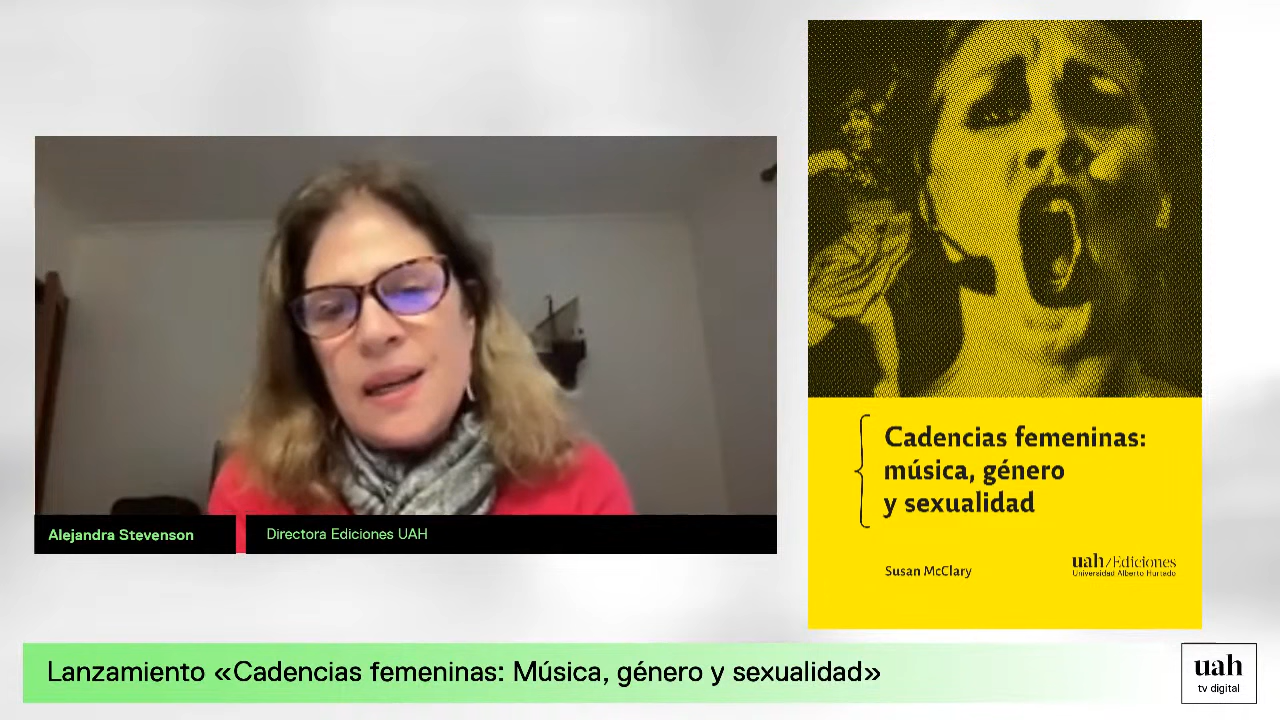 Alejandra Stevenson
Directora Ediciones UAH
Cadencias femeninas:
música, género
y sexualidad
Susan McClary
uah/Ediciones
Universidad Alberto Hurtado
Lanzamiento «Cadencias femeninas: Música, género y sexualidad»
uah
tv digital